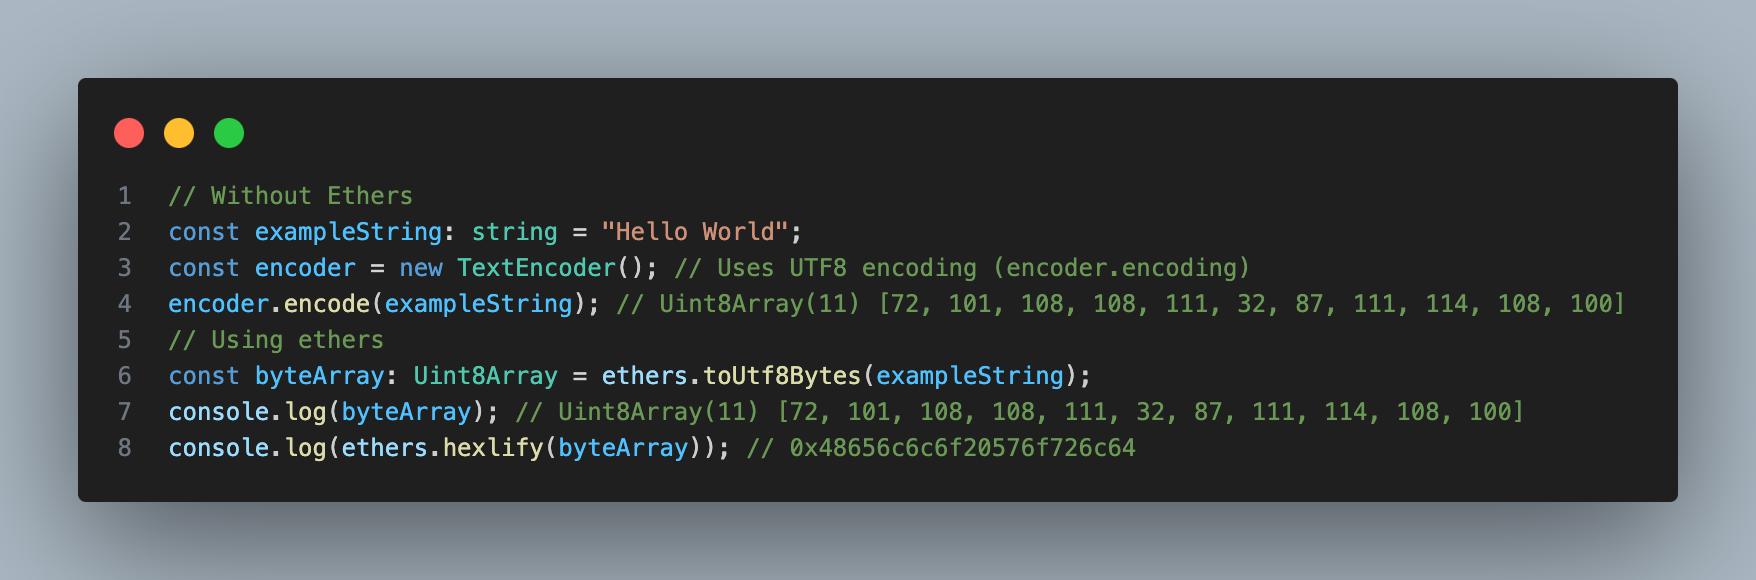 1 // Without Ethers
2 const exampleString: string = "Hello World";
3 const encoder = new TextEncoder(); // Uses UTF8 encoding (encoder.encoding)
4 encoder.encode(exampleString); // Uint8Array(11) [72, 101, 108, 108, 111, 32, 87, 111, 114, 108, 100]
5 // Using ethers
6 const byteArray: Uint8Array = ethers.toUtf8Bytes(exampleString);
7 console.log(byteArray); // Uint8Array(11) [72, 101, 108, 108, 111, 32, 87, 111, 114, 108, 100]
8 console.log(ethers.hexlify(byteArray)); // 0x48656c6c6f20576f726c64